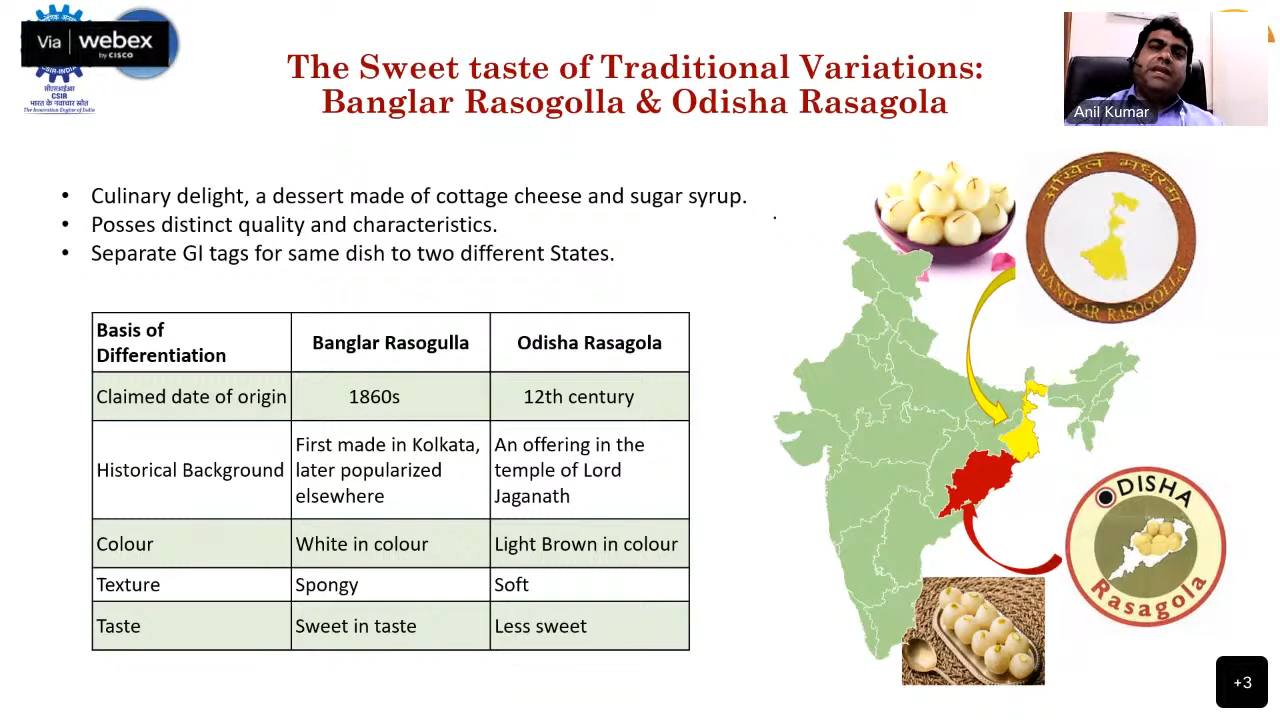 Via webex
by CISCO
CSIR-INDIA
सीएसआईआर
CSIR
भारत के नवाचार स्रोत
The Innovation Engine of India
The Sweet taste of Traditional Variations:
Banglar Rasogolla & Odisha Rasagola
Anil Kumar
• Culinary delight, a dessert made of cottage cheese and sugar syrup.
• Posses distinct quality and characteristics.
• Separate GI tags for same dish to two different States.
Basis of
Differentiation
Banglar Rasogulla
Odisha Rasagola
Claimed date of origin
1860s
12th century
Historical Background
First made in Kolkata,
later popularized
elsewhere
An offering in the
temple of Lord
Jaganath
Colour
White in colour
Light Brown in colour
Texture
Spongy
Soft
Taste
Sweet in taste
Less sweet
BANGLAR RASOGOLLA
ODISHA
Rasagola
+3